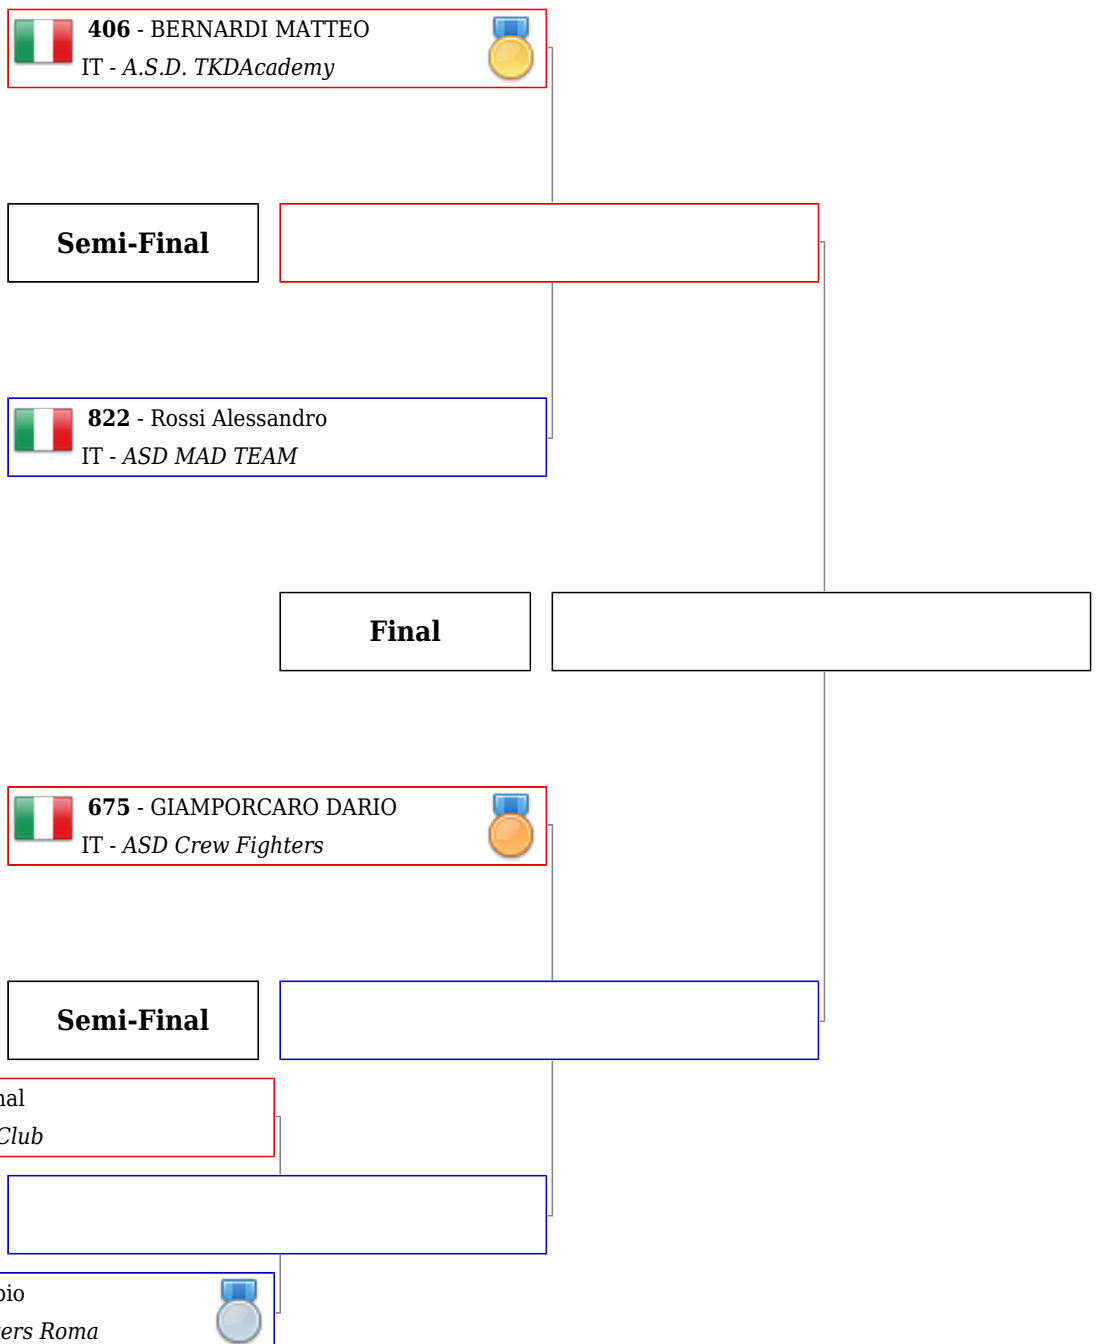 406 - BERNARDI MATTEO
IT - A.S.D. TKDAcademy
Semi-Final
822 - Rossi Alessandro
IT - ASD MAD TEAM
Final
675 - GIAMPORCARO DARIO
IT - ASD Crew Fighters
Semi-Final
nal
Club
bio
ers Roma